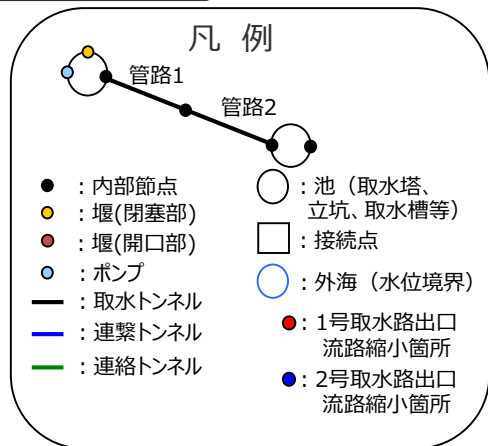 凡 例
管路1
管路2
：内部節点
：堰(閉塞部)
：堰(開口部)
：ポンプ
：取水トンネル
：連繋トンネル
：連絡トンネル
：池（取水塔、
立坑、取水槽等）
：接続点
：外海（水位境界）
：1号取水路出口
流路縮小箇所
：2号取水路出口
流路縮小箇所